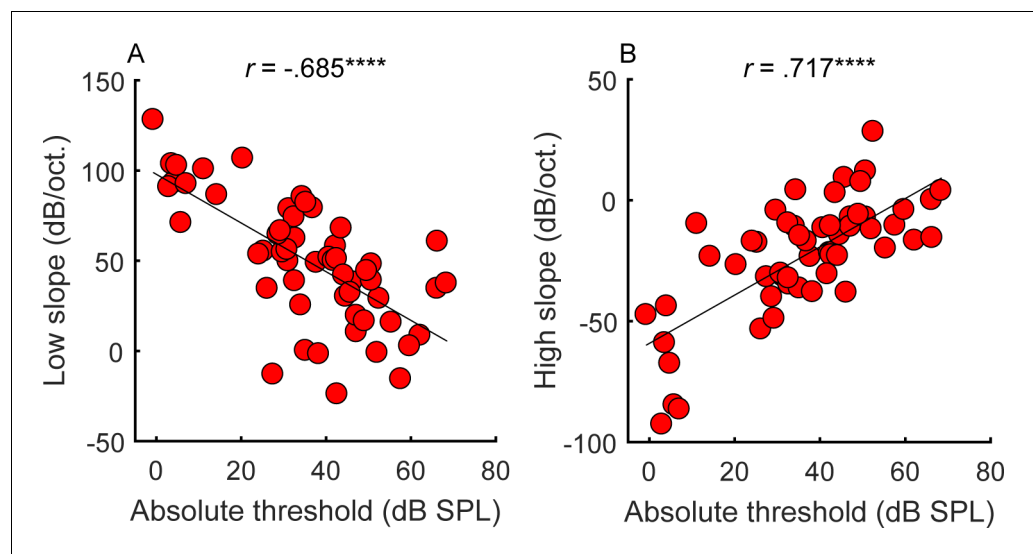 A
r = -.685****
150
100
50
0
-50
Low slope (dB/oct.)
0 20 40 60 80
Absolute threshold (dB SPL)
B
r = .717****
50
0
-50
-100
High slope (dB/oct.)
0 20 40 60 80
Absolute threshold (dB SPL)